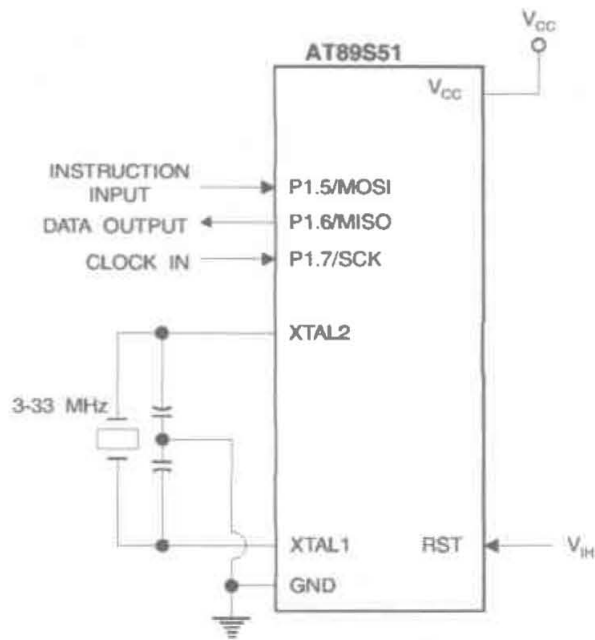 V_CC
AT89S51
V_CC
INSTRUCTION
INPUT
P1.5/MOSI
DATA OUTPUT
P1.6/MISO
CLOCK IN
P1.7/SCK
XTAL2
3-33 MHz
XTAL1
RST
V_IH
GND